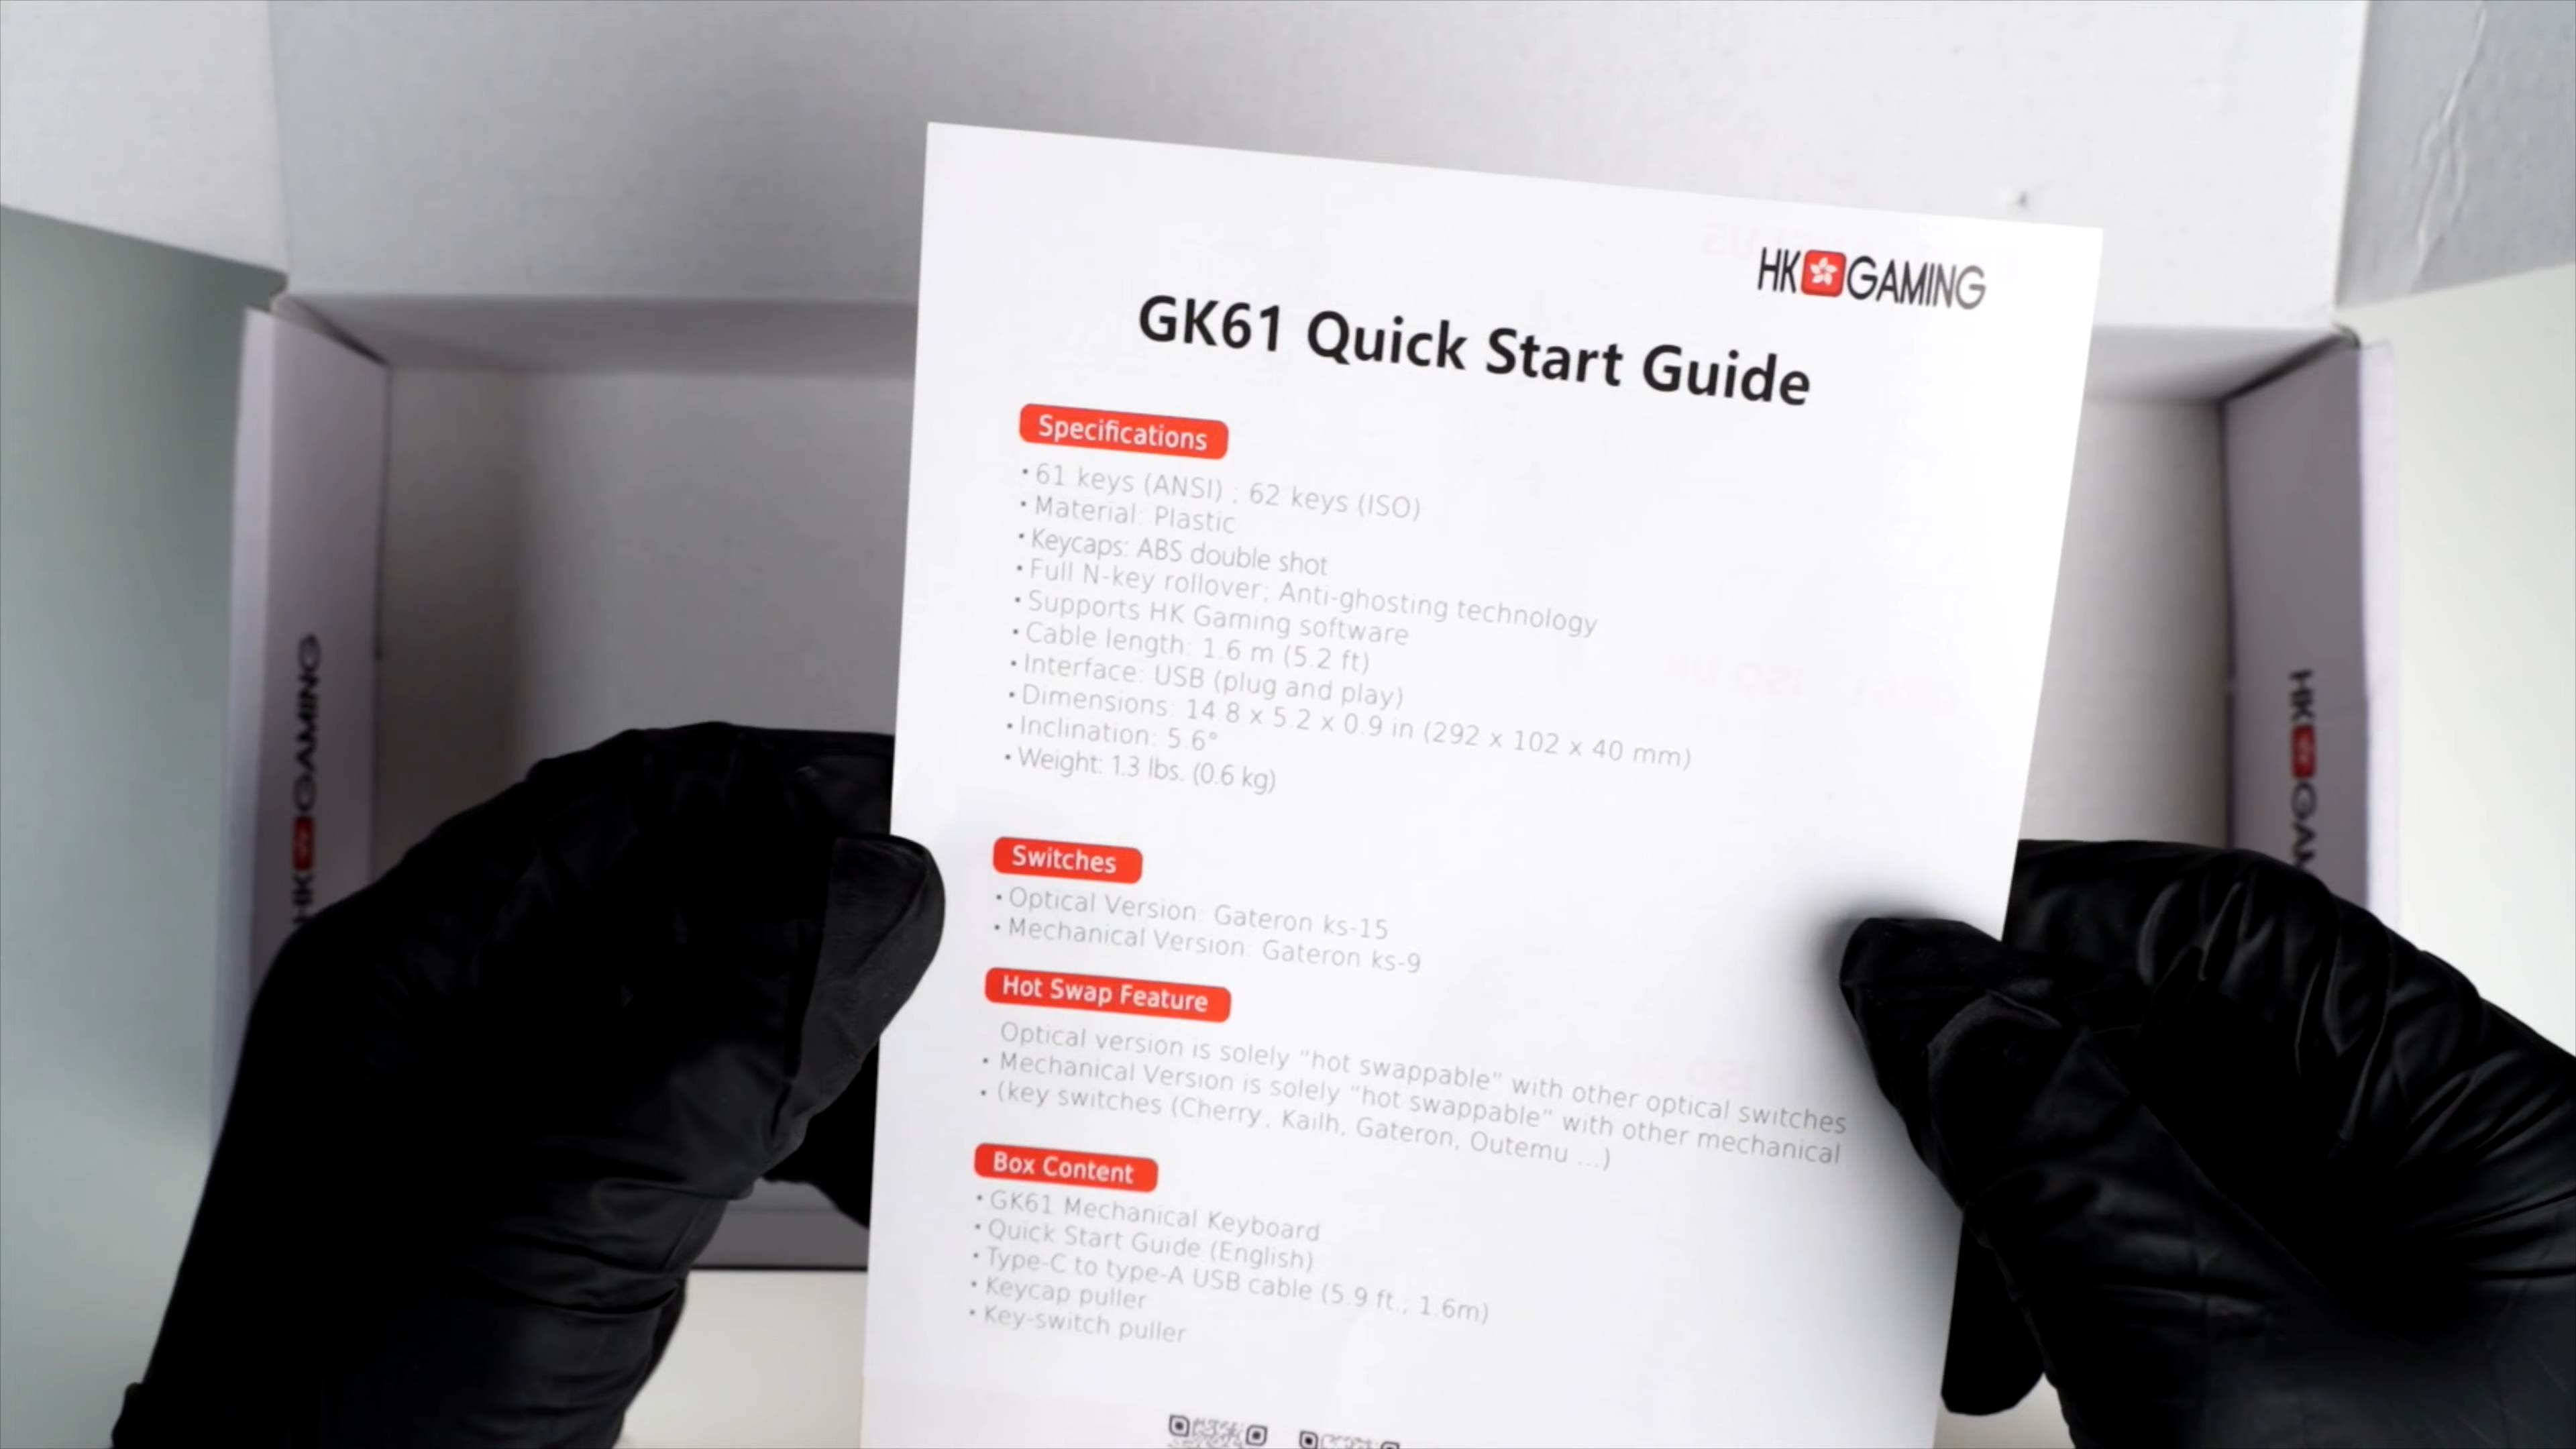 HK GAMING
GK61 Quick Start Guide
Specifications
• 61 keys (ANSI) ; 62 keys (ISO)
• Material: Plastic
• Keycaps: ABS double shot
• Full N-key rollover; Anti-ghosting technology
• Supports HK Gaming software
• Cable length: 1.6 m (5.2 ft)
• Interface: USB (plug and play)
• Dimensions: 14.8 x 5.2 x 0.9 in (292 x 102 x 40 mm)
• Inclination: 5.6°
• Weight: 1.3 lbs. (0.6 kg)
Switches
• Optical Version: Gateron ks-15
• Mechanical Version: Gateron ks-9
Hot Swap Feature
Optical version is solely "hot swappable" with other optical switches
• Mechanical Version is solely "hot swappable" with other mechanical
• (key switches (Cherry, Kailh, Gateron, Outemu ...)
Box Content
• GK61 Mechanical Keyboard
• Quick Start Guide (English)
• Type-C to type-A USB cable (5.9 ft., 1.6m)
• Keycap puller
• Key-switch puller
HK GAMING
HK GAM